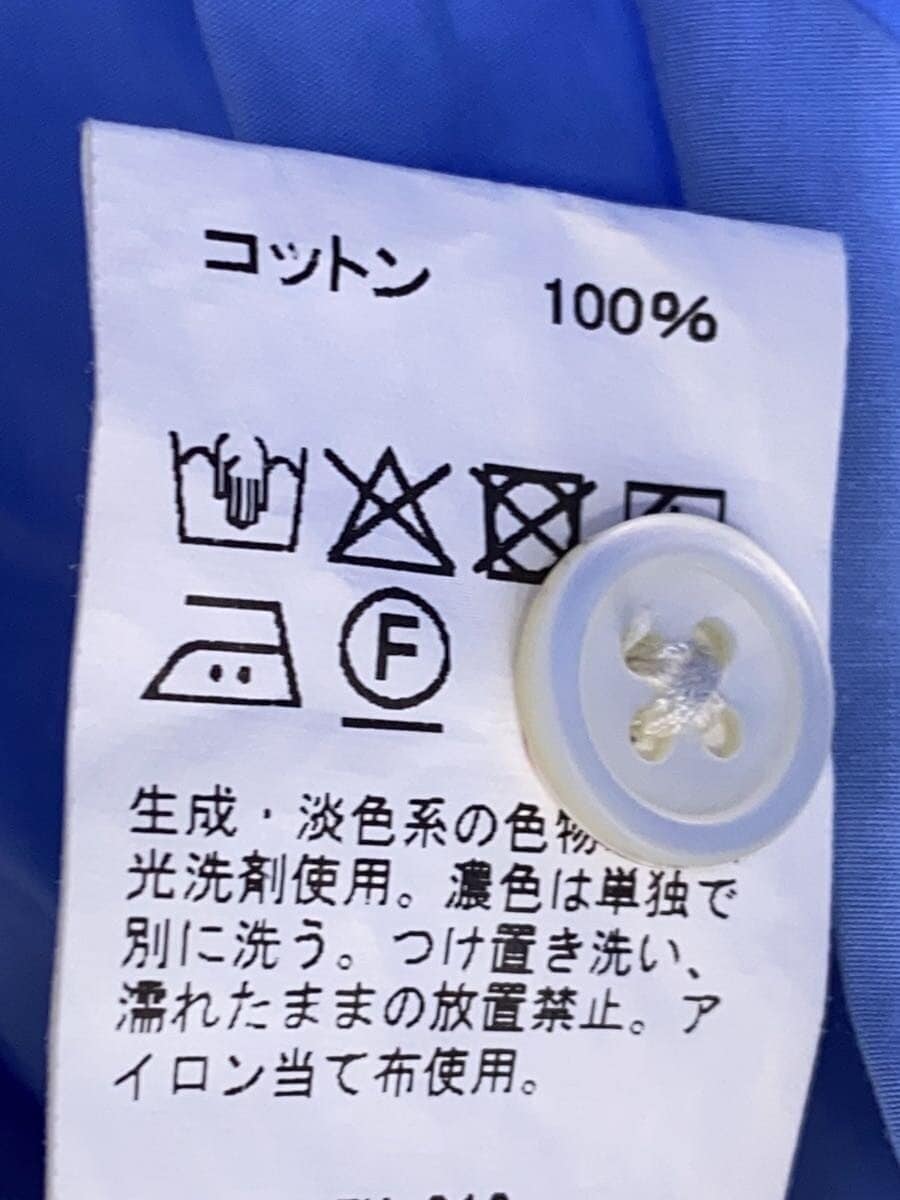 コットン 100%
F
生成・淡色系の色物
光洗剤使用。濃色は単独で
別に洗う。つけ置き洗い、
濡れたままの放置禁止。ア
イロン当て布使用。